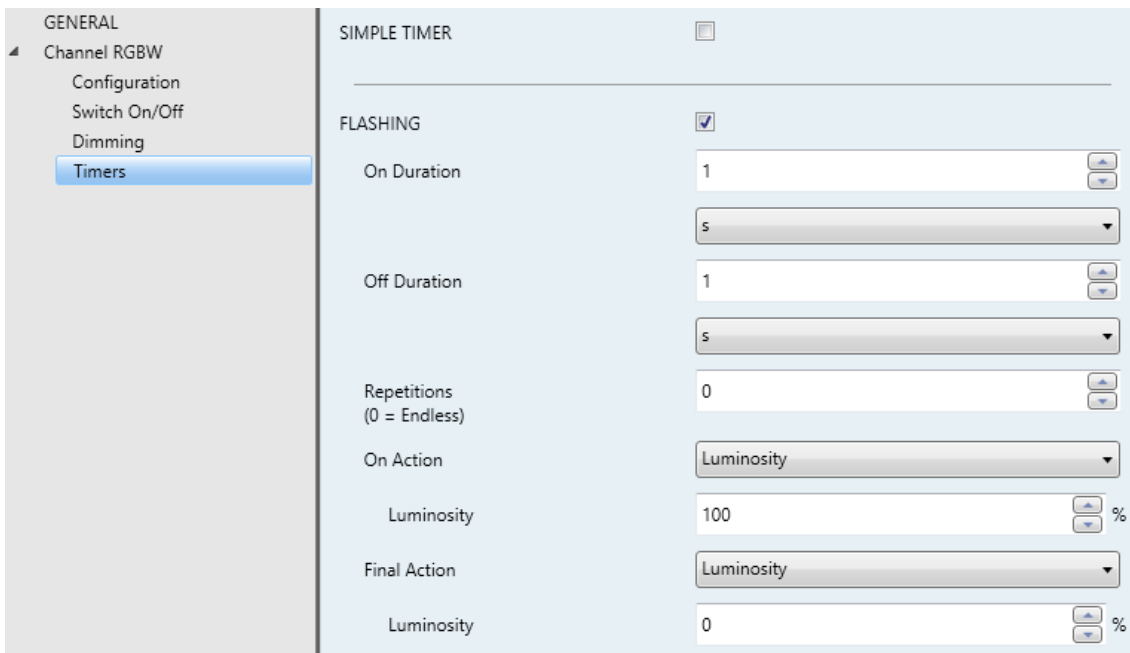 GENERAL
Channel RGBW
Configuration
Switch On/Off
Dimming
Timers
SIMPLE TIMER
FLASHING
On Duration
1
s
Off Duration
1
s
Repetitions
(0 = Endless)
0
On Action
Luminosity
Luminosity
100 %
Final Action
Luminosity
Luminosity
0 %